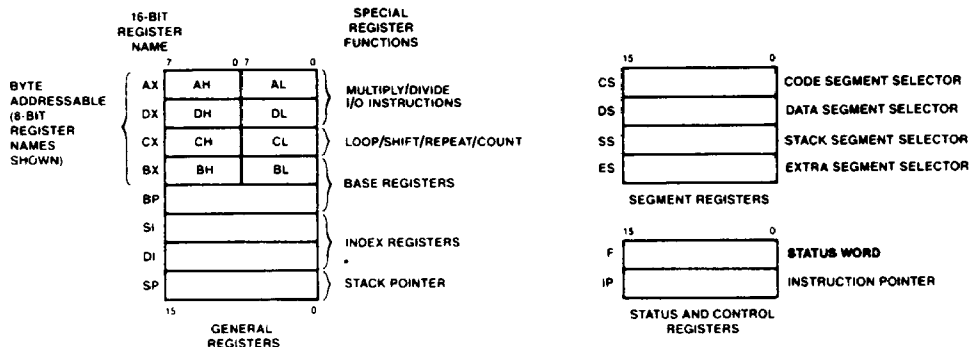 16-BIT
REGISTER
NAME
SPECIAL
REGISTER
FUNCTIONS
7 0 7 0
BYTE
ADDRESSABLE
(8-BIT
REGISTER
NAMES
SHOWN)
AX AH AL
DX DH DL
CX CH CL
BX BH BL
BP
SI
DI
SP
15 0
MULTIPLY/DIVIDE
I/O INSTRUCTIONS
LOOP/SHIFT/REPEAT/COUNT
BASE REGISTERS
INDEX REGISTERS
STACK POINTER
GENERAL
REGISTERS
15 0
CS CODE SEGMENT SELECTOR
DS DATA SEGMENT SELECTOR
SS STACK SEGMENT SELECTOR
ES EXTRA SEGMENT SELECTOR
SEGMENT REGISTERS
15 0
F STATUS WORD
IP INSTRUCTION POINTER
STATUS AND CONTROL
REGISTERS